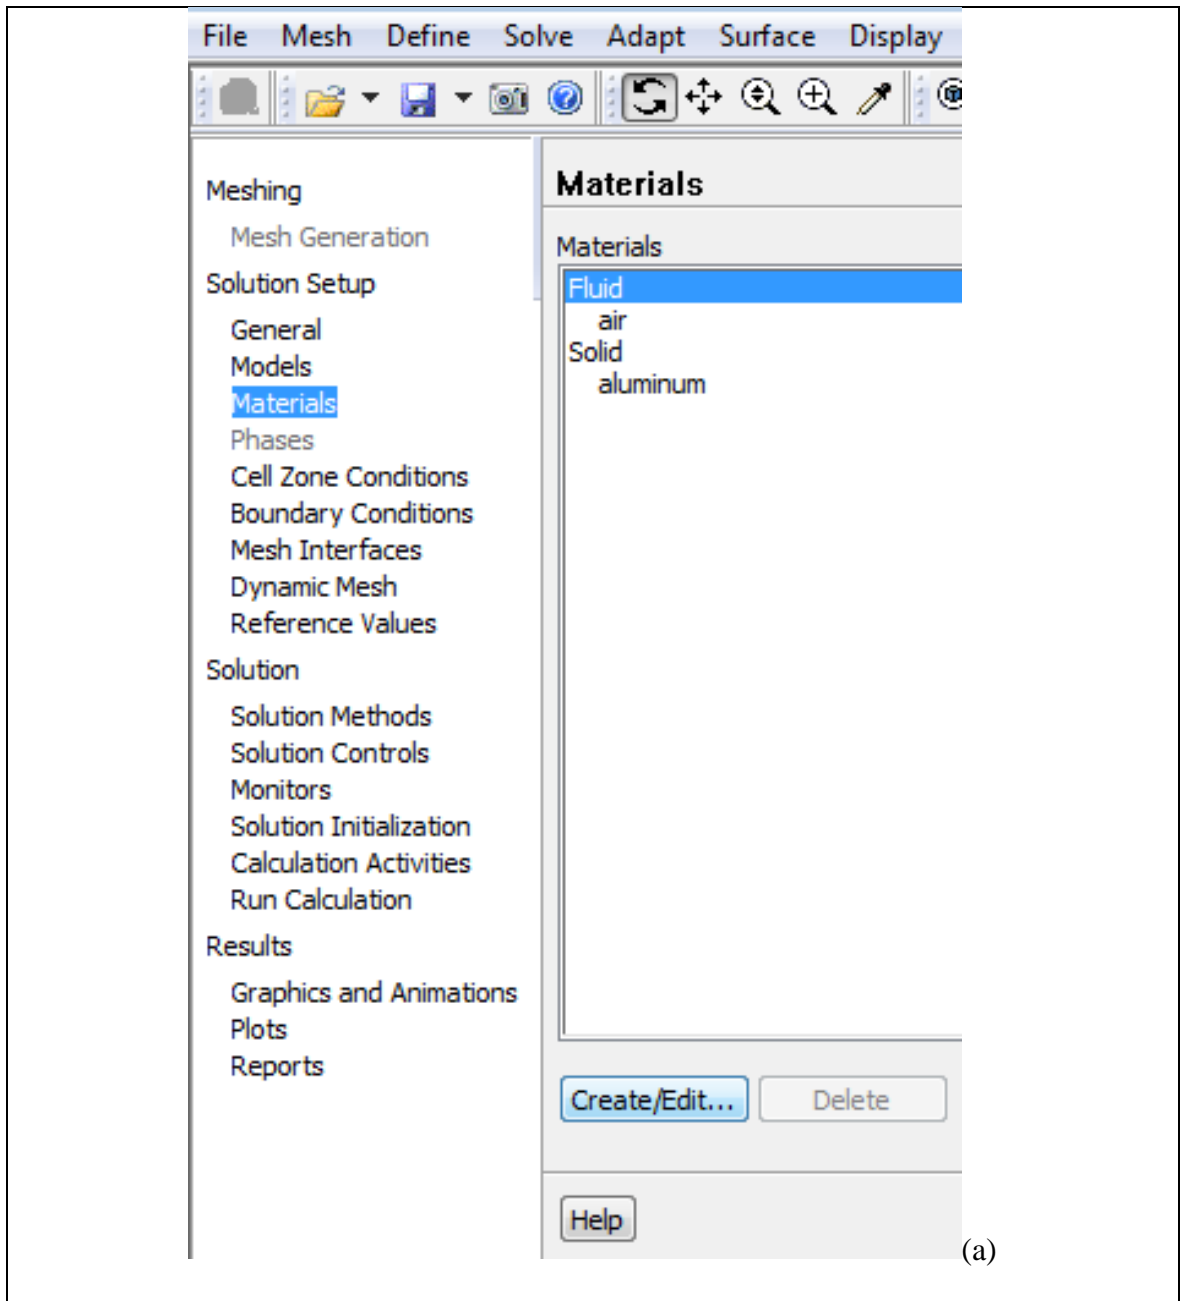 File Mesh Define Solve Adapt Surface Display
Meshing
Mesh Generation
Solution Setup
General
Models
Materials
Phases
Cell Zone Conditions
Boundary Conditions
Mesh Interfaces
Dynamic Mesh
Reference Values
Solution
Solution Methods
Solution Controls
Monitors
Solution Initialization
Calculation Activities
Run Calculation
Results
Graphics and Animations
Plots
Reports
Materials
Materials
Fluid
air
Solid
aluminum
Create/Edit... Delete
Help
(a)